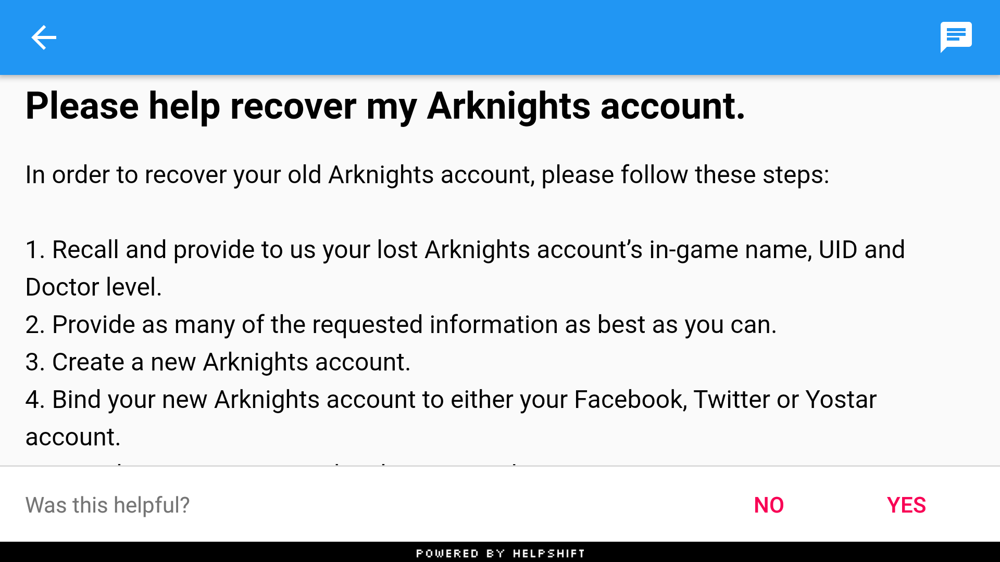 Please help recover my Arknights account.
In order to recover your old Arknights account, please follow these steps:
1. Recall and provide to us your lost Arknights account’s in-game name, UID and
Doctor level.
2. Provide as many of the requested information as best as you can.
3. Create a new Arknights account.
4. Bind your new Arknights account to either your Facebook, Twitter or Yostar
account.
Was this helpful?
NO
YES
POWERED BY HELPSHIFT